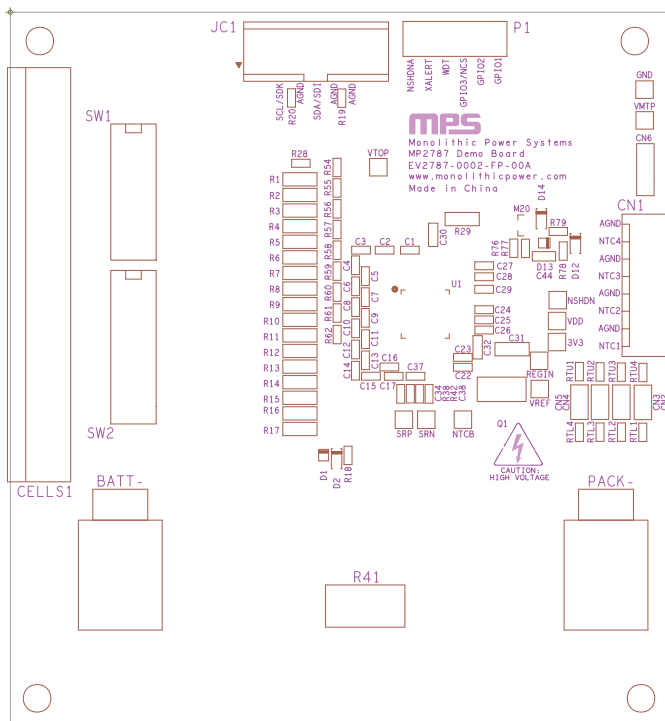 JC1
P1
NSHDNA
XALERT
WDT
GPIO3/NCS
GPIO2
GPIO1
SCL/SDK
R20
AGND
SDA/SDI
AGND
R19
AGND
GND
VMTP
CN6
SW1
MPS
Monolithic Power Systems
MP2787 Demo Board
EV2787-0002-FP-00A
www.monolithicpower.com
Made in China
VTOP
R28
R1
R2
R3
R4
R5
R6
R7
R8
R9
R10
R11
R12
R13
R14
R15
R16
R17
R54
R55
R56
R57
R58
R59
R60
R61
R62
C3
C2
C1
C30
R29
M20
D14
R79
R76
R77
D13
C44
R78
D12
CN1
AGND
NTC4
AGND
NTC3
AGND
NTC2
AGND
NTC1
C4
C5
C6
C7
C8
C9
C10
C11
C12
C13
C14
C15
C16
C17
C37
U1
C27
C28
C29
C24
C25
C26
C23
C22
C32
C31
NSHDN
VDD
3V3
REGIN
VREF
C34
R38
R42
C38
SRP
SRN
NTCB
Q1
CAUTION:
HIGH VOLTAGE
RTU1
RTU2
RTU3
RTU4
CN5
CN4
CN3
CN2
RTL4
RTL3
RTL2
RTL1
SW2
D1
D2
R18
CELLS1
BATT-
PACK-
R41